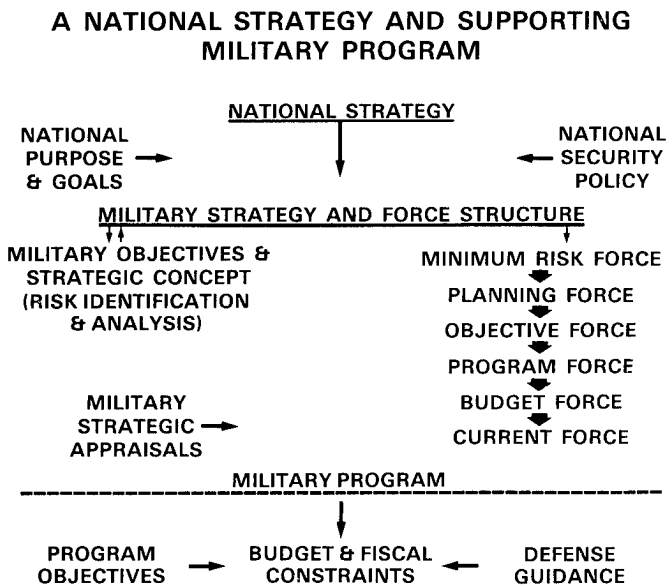 A NATIONAL STRATEGY AND SUPPORTING
MILITARY PROGRAM
NATIONAL STRATEGY
NATIONAL
PURPOSE
& GOALS
NATIONAL
SECURITY
POLICY
MILITARY STRATEGY AND FORCE STRUCTURE
MILITARY OBJECTIVES &
STRATEGIC CONCEPT
(RISK IDENTIFICATION
& ANALYSIS)
MINIMUM RISK FORCE
PLANNING FORCE
OBJECTIVE FORCE
PROGRAM FORCE
BUDGET FORCE
CURRENT FORCE
MILITARY
STRATEGIC
APPRAISALS
MILITARY PROGRAM
PROGRAM
OBJECTIVES
BUDGET & FISCAL
CONSTRAINTS
DEFENSE
GUIDANCE